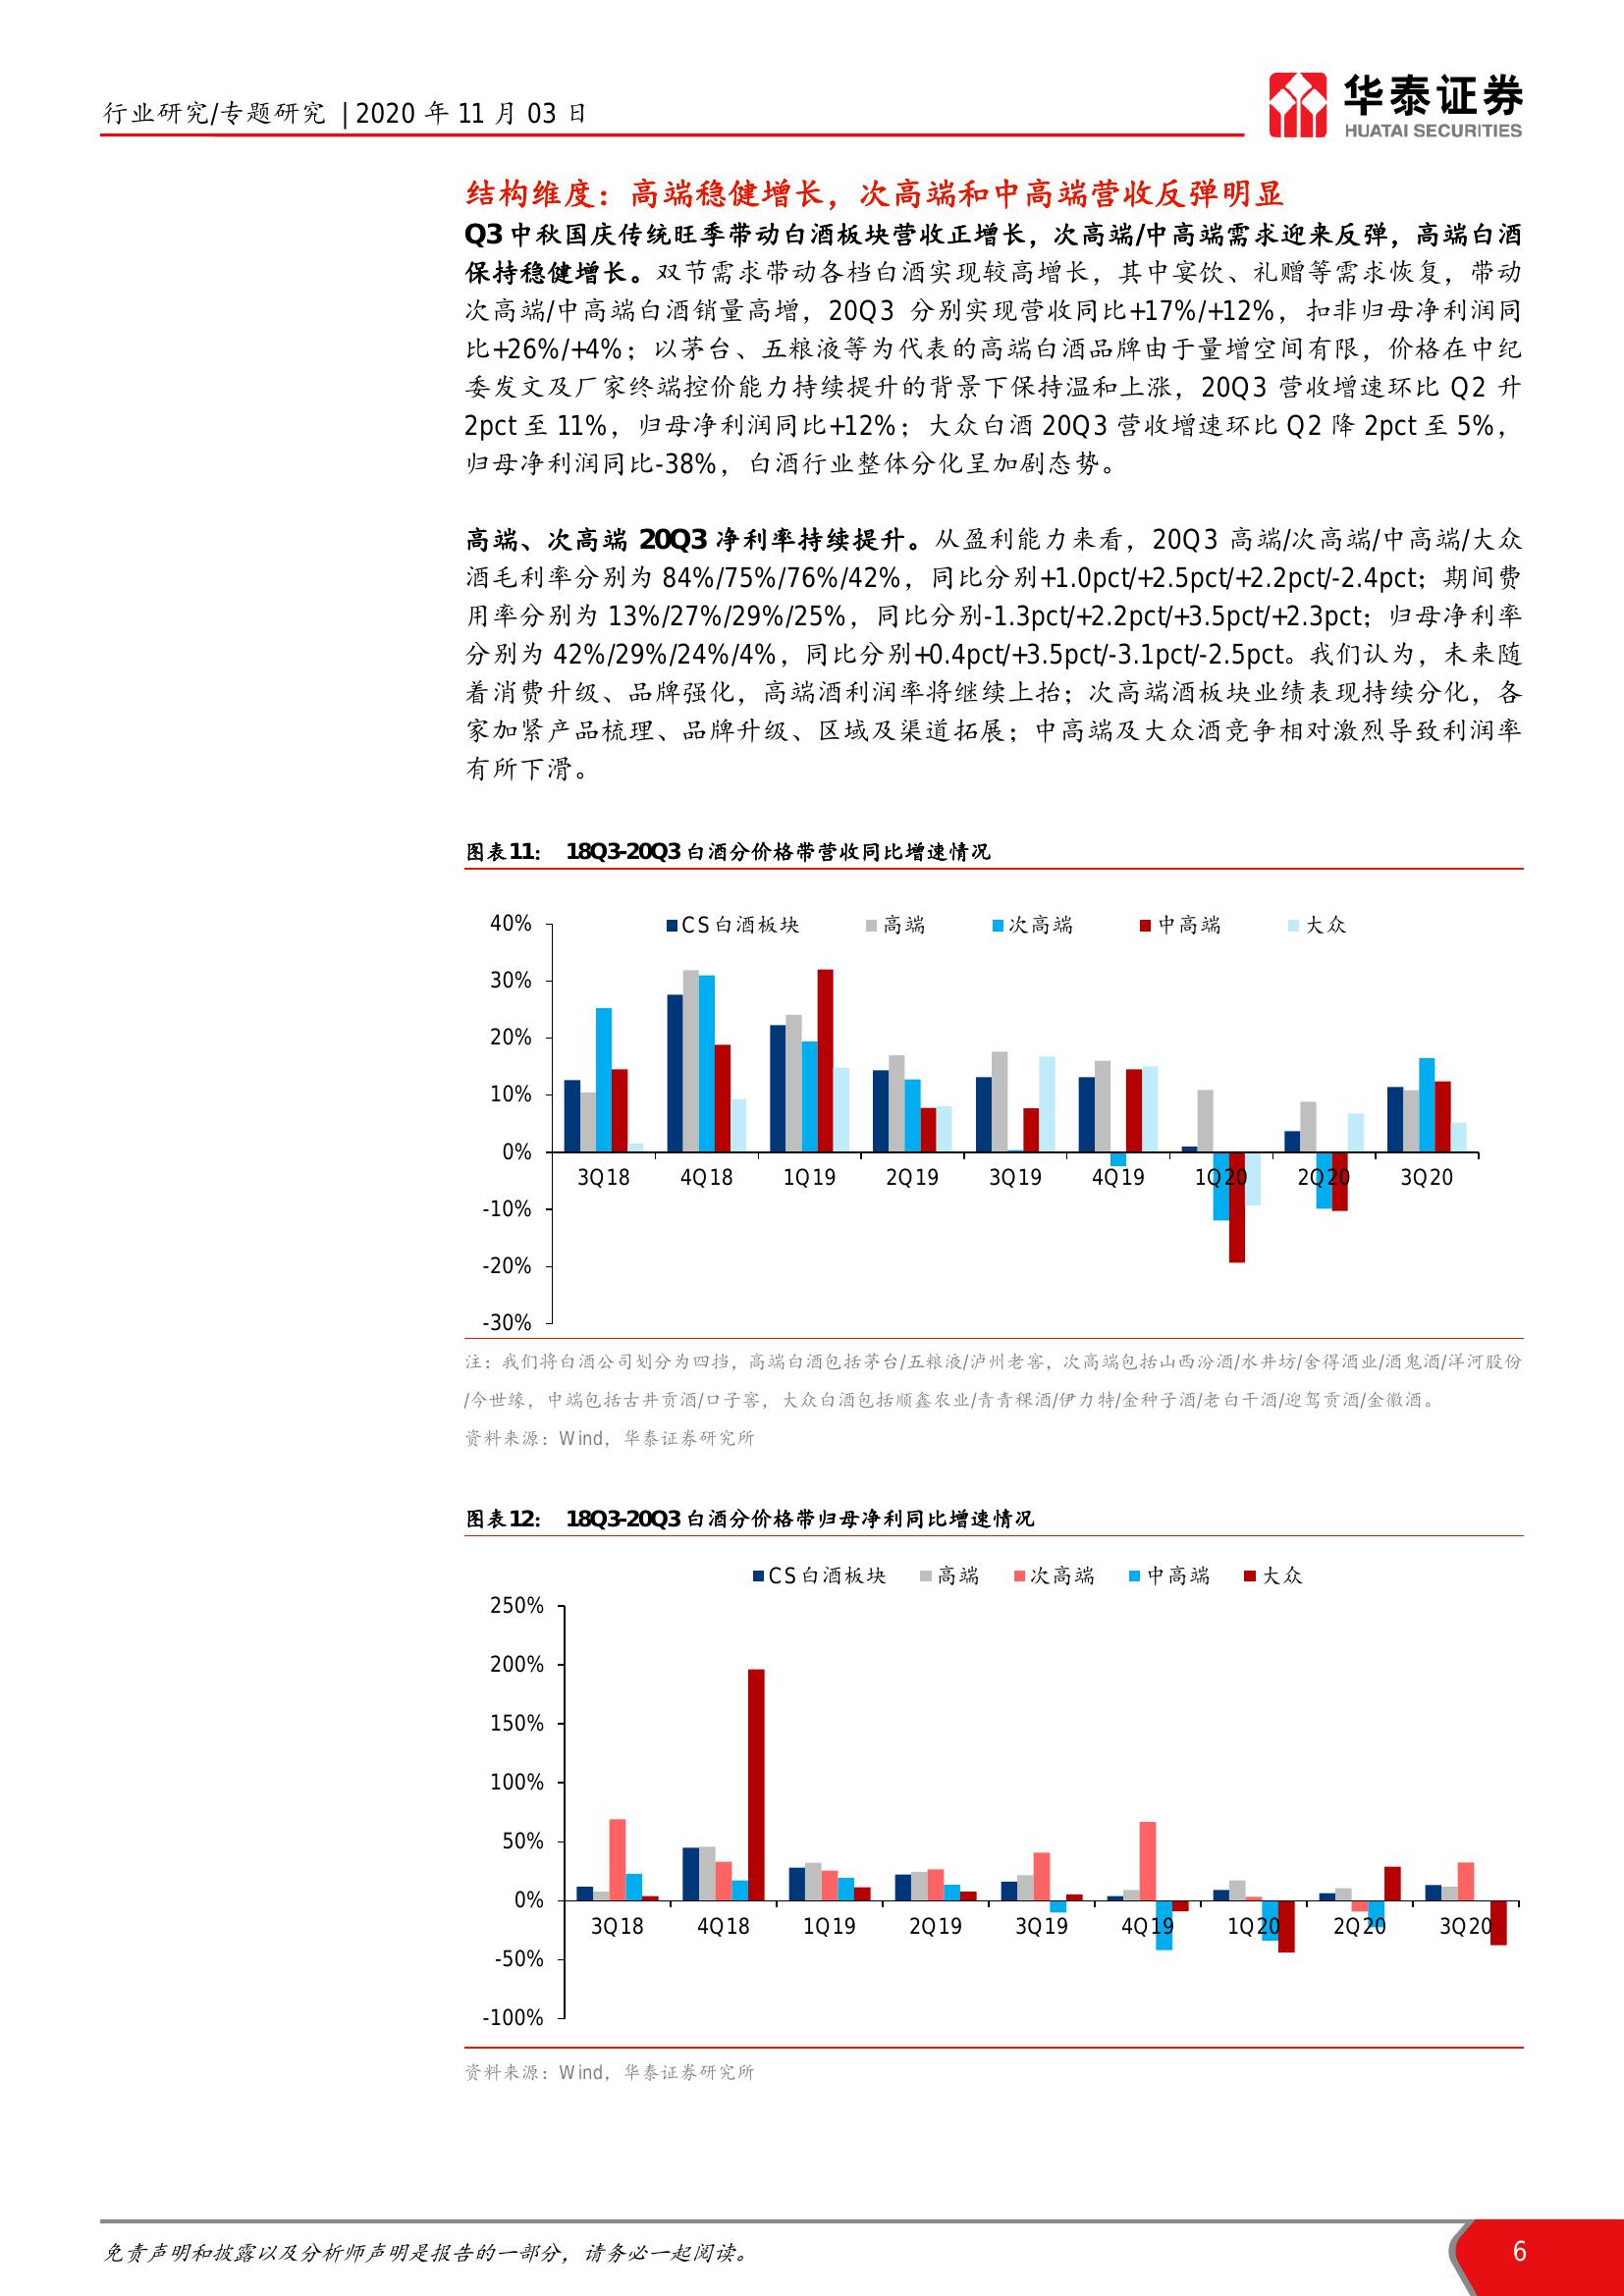 行业研究/专题研究 | 2020 年 11 月 03 日
华泰证券
HUATAI SECURITIES
结构维度：高端稳健增长，次高端和中高端营收反弹明显
Q3 中秋国庆传统旺季带动白酒板块营收正增长，次高端/中高端需求迎来反弹，高端白酒
保持稳健增长。双节需求带动各档白酒实现较高增长，其中宴饮、礼赠等需求恢复，带动
次高端/中高端白酒销量高增，20Q3 分别实现营收同比+17%/+12%，扣非归母净利润同
比+26%/+4%；以茅台、五粮液等为代表的高端白酒品牌由于量增空间有限，价格在中纪
委发文及厂家终端控价能力持续提升的背景下保持温和上涨，20Q3 营收增速环比 Q2 升
2pct 至 11%，归母净利润同比+12%；大众白酒 20Q3 营收增速环比 Q2 降 2pct 至 5%，
归母净利润同比-38%，白酒行业整体分化呈加剧态势。
高端、次高端 20Q3 净利率持续提升。从盈利能力来看，20Q3 高端/次高端/中高端/大众
酒毛利率分别为 84%/75%/76%/42%，同比分别+1.0pct/+2.5pct/+2.2pct/-2.4pct；期间费
用率分别为 13%/27%/29%/25%，同比分别-1.3pct/+2.2pct/+3.5pct/+2.3pct；归母净利率
分别为 42%/29%/24%/4%，同比分别+0.4pct/+3.5pct/-3.1pct/-2.5pct。我们认为，未来随
着消费升级、品牌强化，高端酒利润率将继续上抬；次高端酒板块业绩表现持续分化，各
家加紧产品梳理、品牌升级、区域及渠道拓展；中高端及大众酒竞争相对激烈导致利润率
有所下滑。
图表11： 18Q3-20Q3 白酒分价格带营收同比增速情况
CS白酒板块 高端 次高端 中高端 大众
40%
30%
20%
10%
0%
-10%
-20%
-30%
3Q18 4Q18 1Q19 2Q19 3Q19 4Q19 1Q20 2Q20 3Q20
注：我们将白酒公司划分为四挡，高端白酒包括茅台/五粮液/泸州老窖，次高端包括山西汾酒/水井坊/舍得酒业/酒鬼酒/洋河股份
/今世缘，中端包括古井贡酒/口子窖，大众白酒包括顺鑫农业/青青稞酒/伊力特/金种子酒/老白干酒/迎驾贡酒/金徽酒。
资料来源：Wind，华泰证券研究所
图表12： 18Q3-20Q3 白酒分价格带归母净利同比增速情况
CS白酒板块 高端 次高端 中高端 大众
250%
200%
150%
100%
50%
0%
-50%
-100%
3Q18 4Q18 1Q19 2Q19 3Q19 4Q19 1Q20 2Q20 3Q20
资料来源：Wind，华泰证券研究所
免责声明和披露以及分析师声明是报告的一部分，请务必一起阅读。
6